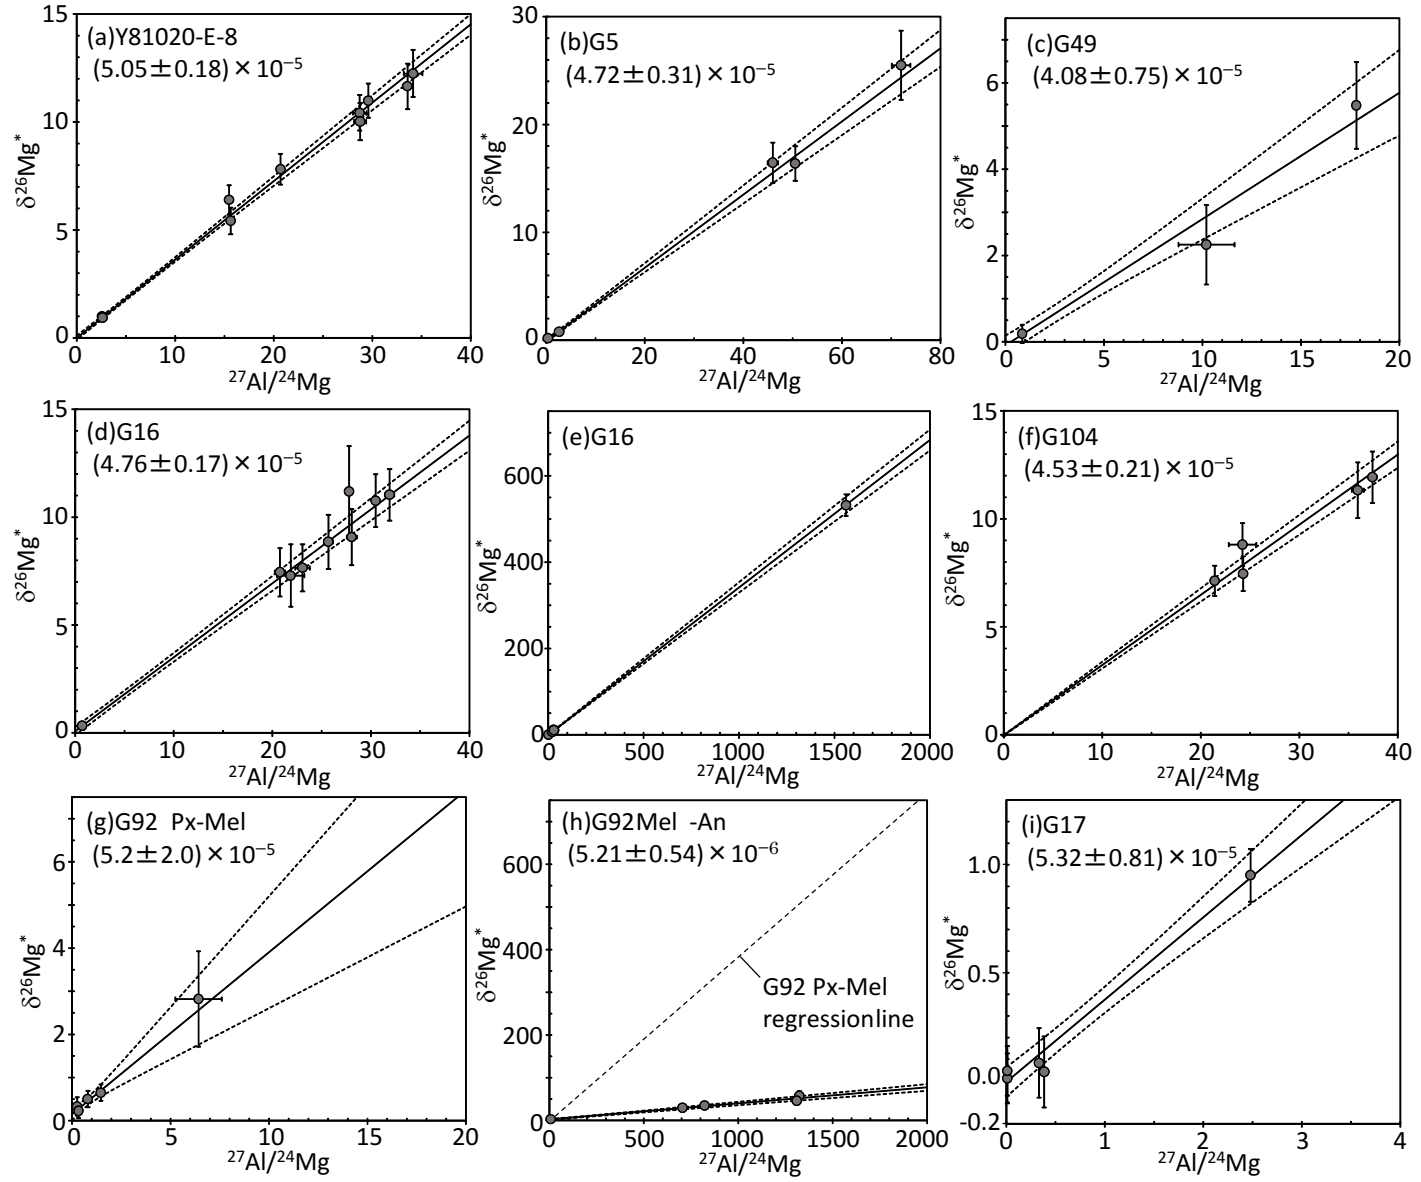 (a)Y81020-E-8
(5.05±0.18)×10⁻⁵
15
10
5
0
δ²⁶Mg*
0 10 20 30 40
²⁷Al/²⁴Mg
(b)G5
(4.72±0.31)×10⁻⁵
30
20
10
0
δ²⁶Mg*
0 20 40 60 80
²⁷Al/²⁴Mg
(c)G49
(4.08±0.75)×10⁻⁵
6
4
2
0
δ²⁶Mg*
0 5 10 15 20
²⁷Al/²⁴Mg
(d)G16
(4.76±0.17)×10⁻⁵
15
10
5
0
δ²⁶Mg*
0 10 20 30 40
²⁷Al/²⁴Mg
(e)G16
600
400
200
0
δ²⁶Mg*
0 500 1000 1500 2000
²⁷Al/²⁴Mg
(f)G104
(4.53±0.21)×10⁻⁵
15
10
5
0
δ²⁶Mg*
0 10 20 30 40
²⁷Al/²⁴Mg
(g)G92 Px-Mel
(5.2±2.0)×10⁻⁵
6
4
2
0
δ²⁶Mg*
0 5 10 15 20
²⁷Al/²⁴Mg
(h)G92Mel -An
(5.21±0.54)×10⁻⁶
600
400
200
0
δ²⁶Mg*
G92 Px-Mel
regressionline
0 500 1000 1500 2000
²⁷Al/²⁴Mg
(i)G17
(5.32±0.81)×10⁻⁵
1.0
0.5
0.0
-0.2
δ²⁶Mg*
0 1 2 3 4
²⁷Al/²⁴Mg